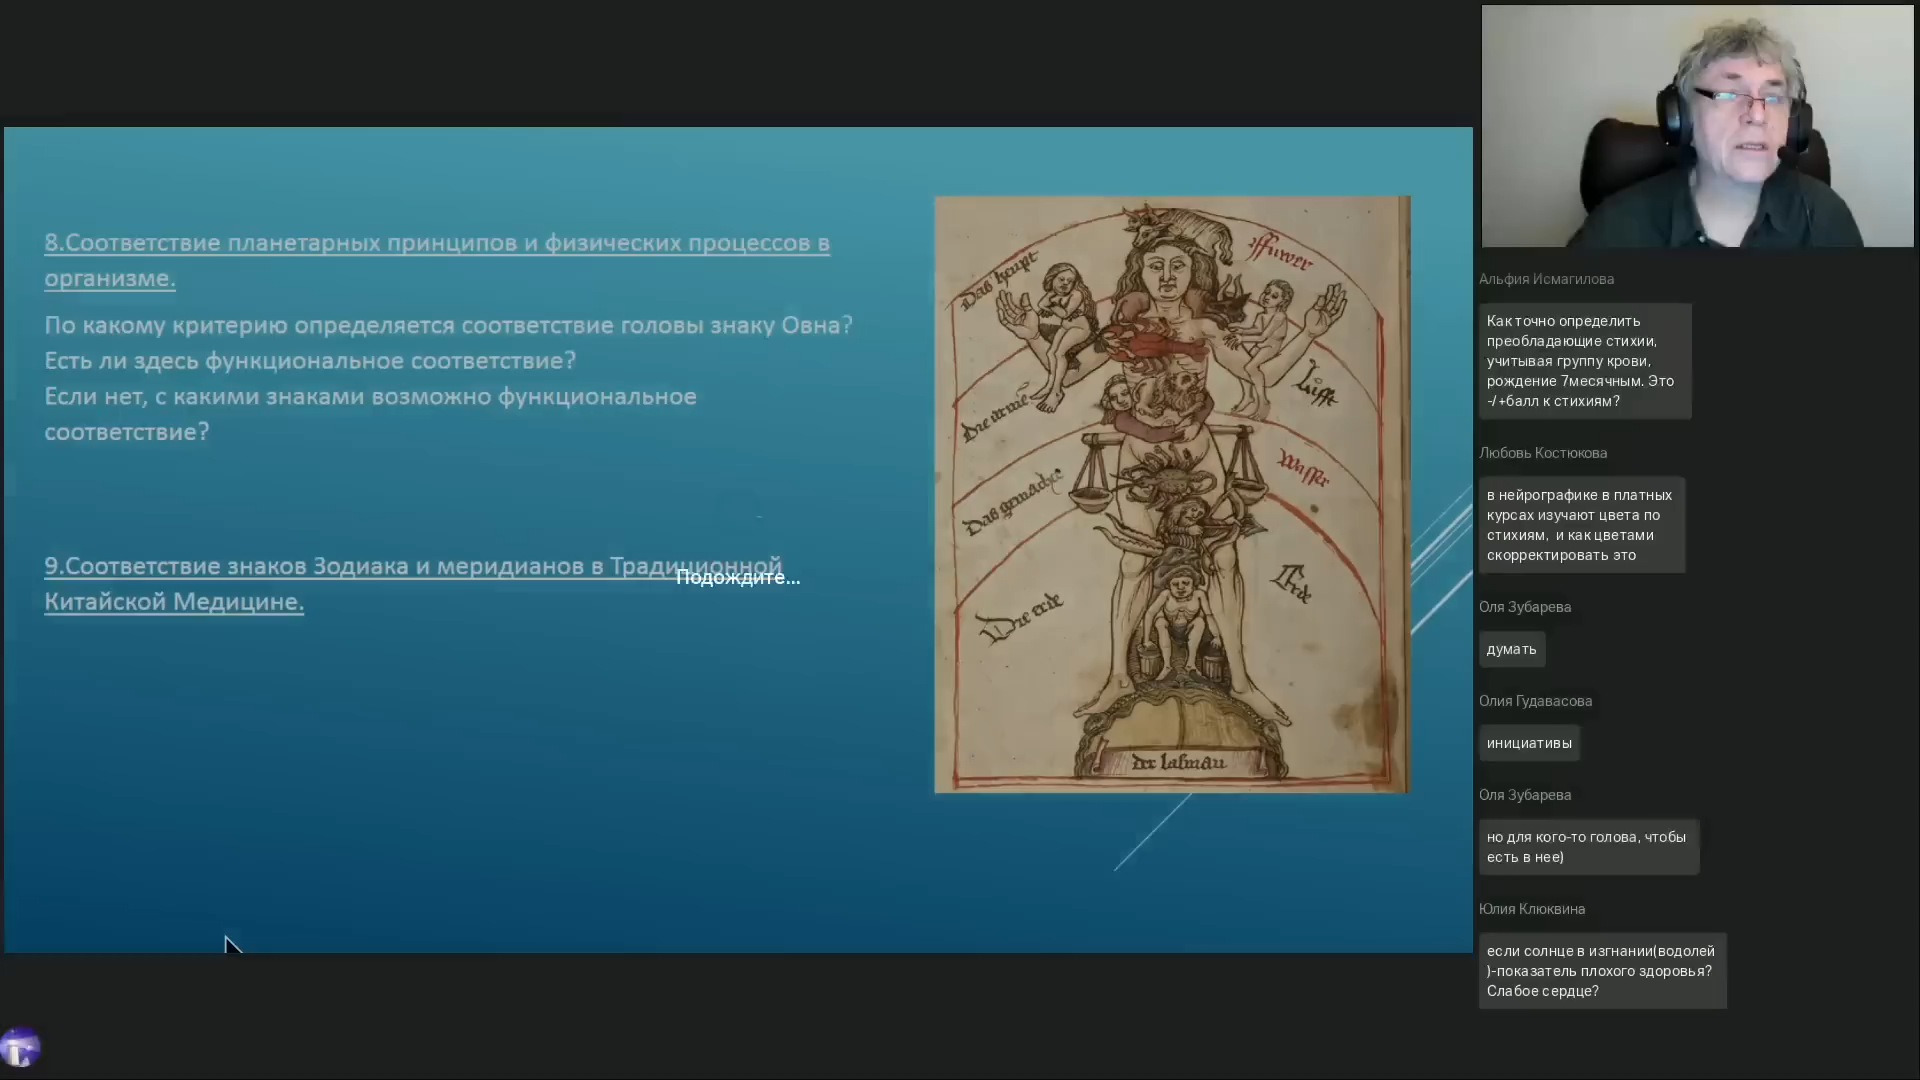 8.Соответствие планетарных принципов и физических процессов в
организме.
По какому критерию определяется соответствие головы знаку Овна?
Есть ли здесь функциональное соответствие?
Если нет, с какими знаками возможно функциональное
соответствие?
9.Соответствие знаков Зодиака и меридианов в Традиционной
Китайской Медицине.
Подождите...
Das haupt
Lufft
Wasser
Die erde
Erde
Альфия Исмагилова
Как точно определить
преобладающие стихии,
учитывая группу крови,
рождение 7месячным. Это
-/+балл к стихиям?
Любовь Костюкова
в нейрографике в платных
курсах изучают цвета по
стихиям, и как цветами
скорректировать это
Оля Зубарева
думать
Олия Гудавасова
инициативы
Оля Зубарева
но для кого-то голова, чтобы
есть в нее)
Юлия Клюквина
если солнце в изгнании(водолей
)-показатель плохого здоровья?
Слабое сердце?